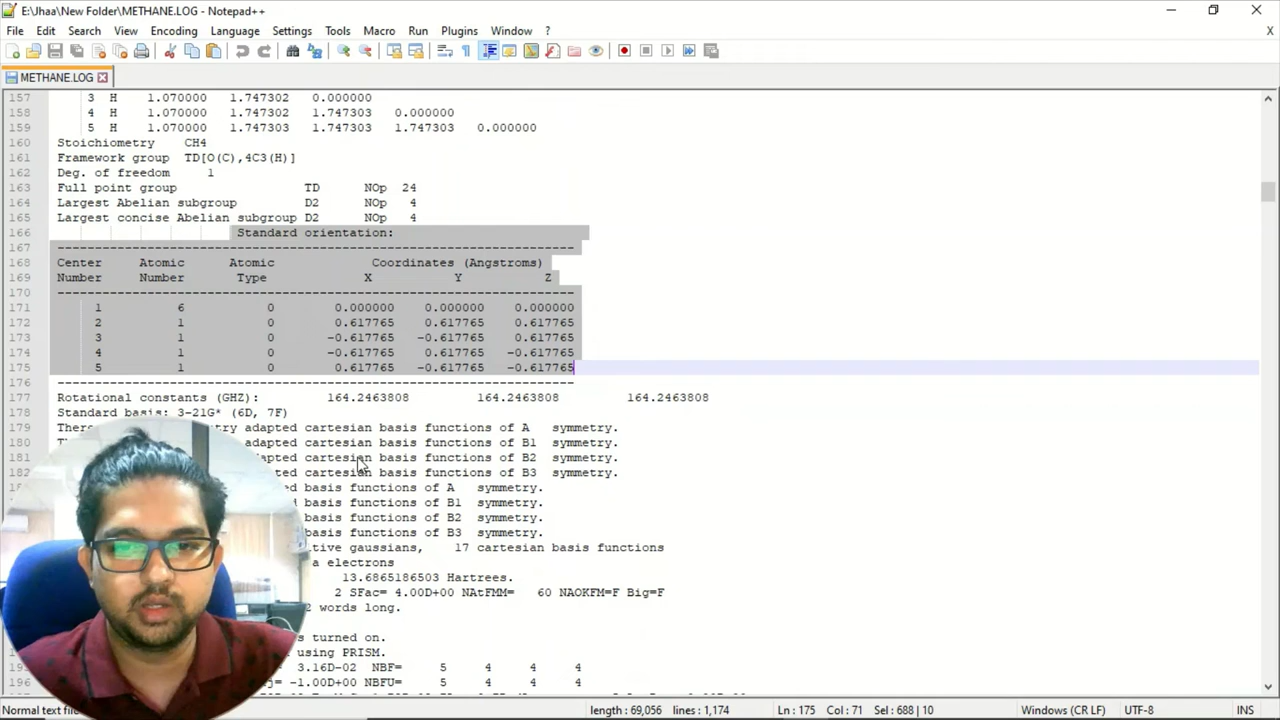 E:\Jhaa\New Folder\METHANE.LOG - Notepad++
File Edit Search View Encoding Language Settings Tools Macro Run Plugins Window ? X
METHANE.LOG
157 3 H 1.070000 1.747302 0.000000
158 4 H 1.070000 1.747303 1.747303 0.000000
159 5 H 1.070000 1.747303 1.747303 1.747303 0.000000
160 Stoichiometry CH4
161 Framework group TD[O(C),4C3(H)]
162 Deg. of freedom 1
163 Full point group TD NOp 24
164 Largest Abelian subgroup D2 NOp 4
165 Largest concise Abelian subgroup D2 NOp 4
166 Standard orientation:
167 ---------------------------------------------------------------------
168 Center Atomic Atomic Coordinates (Angstroms)
169 Number Number Type X Y Z
170 ---------------------------------------------------------------------
171 1 6 0 0.000000 0.000000 0.000000
172 2 1 0 0.617765 0.617765 0.617765
173 3 1 0 -0.617765 -0.617765 0.617765
174 4 1 0 -0.617765 0.617765 -0.617765
175 5 1 0 0.617765 -0.617765 -0.617765
176 ---------------------------------------------------------------------
177 Rotational constants (GHZ): 164.2463808 164.2463808 164.2463808
178 Standard basis: 3-21G* (6D, 7F)
179 adapted cartesian basis functions of A symmetry.
180 adapted cartesian basis functions of B1 symmetry.
181 cartesian basis functions of B2 symmetry.
182 cartesian basis functions of B3 symmetry.
basis functions of A symmetry.
basis functions of B1 symmetry.
basis functions of B2 symmetry.
basis functions of B3 symmetry.
gaussians, 17 cartesian basis functions
electrons
13.6865186503 Hartrees.
2 SFac= 4.00D+00 NAtFMM= 60 NAOKFM=F Big=F
words long.
turned on.
using PRISM.
3.16D-02 NBF= 5 4 4 4
196 -1.00D+00 NBFU= 5 4 4 4
length : 69,056 lines : 1,174 Ln : 175 Col : 71 Sel : 688 | 10 Windows (CR LF) UTF-8 INS